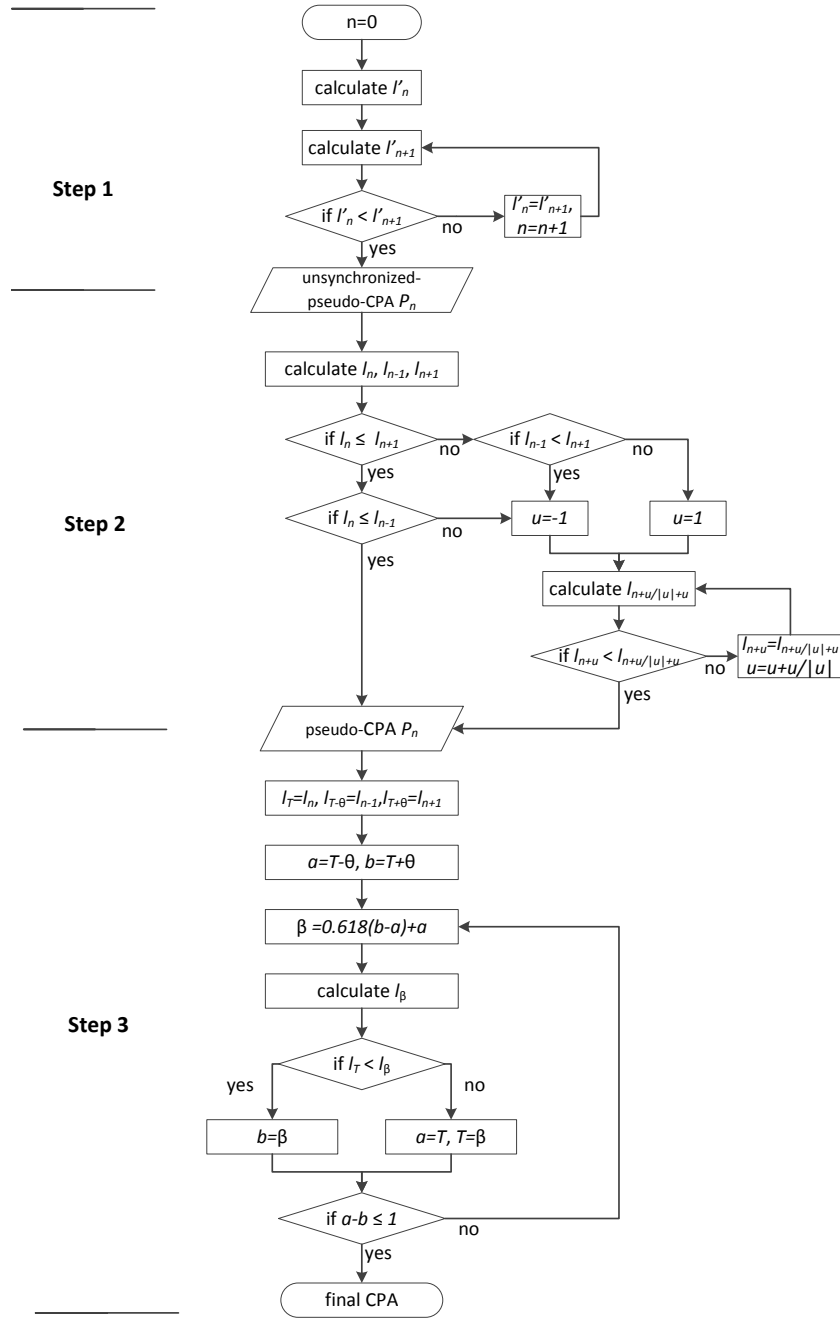 n=0
calculate l'n
calculate l'n+1
Step 1
if l'n < l'n+1
no
l'n=l'n+1,
n=n+1
yes
unsynchronized-
pseudo-CPA Pn
calculate ln, ln-1, ln+1
if ln ≤ ln+1
no
if ln-1 < ln+1
no
yes
yes
Step 2
if ln ≤ ln-1
no
u=-1
u=1
yes
calculate ln+u/|u|+u
if ln+u < ln+u/|u|+u
no
ln+u=ln+u/|u|+u
u=u+u/|u|
yes
pseudo-CPA Pn
lT=ln, lT-θ=ln-1,lT+θ=ln+1
a=T-θ, b=T+θ
β =0.618(b-a)+a
calculate lβ
Step 3
if lT < lβ
yes
no
b=β
a=T, T=β
if a-b ≤ 1
no
yes
final CPA